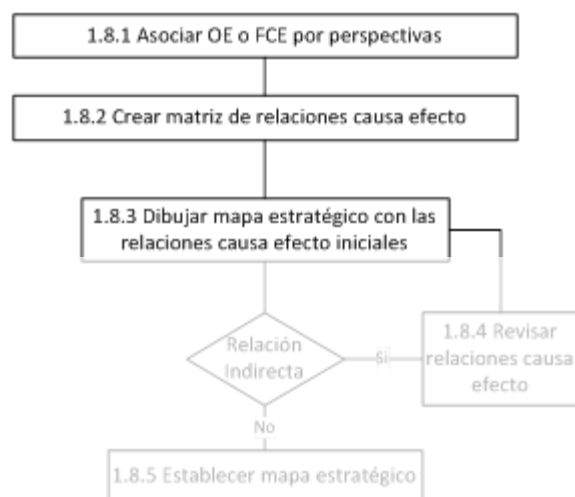 1.8.1 Asociar OE o FCE por perspectivas
1.8.2 Crear matriz de relaciones causa efecto
1.8.3 Dibujar mapa estratégico con las
relaciones causa efecto iniciales
Relación
Indirecta
Si
1.8.4 Revisar
relaciones causa
efecto
No
1.8.5 Establecer mapa estratégico